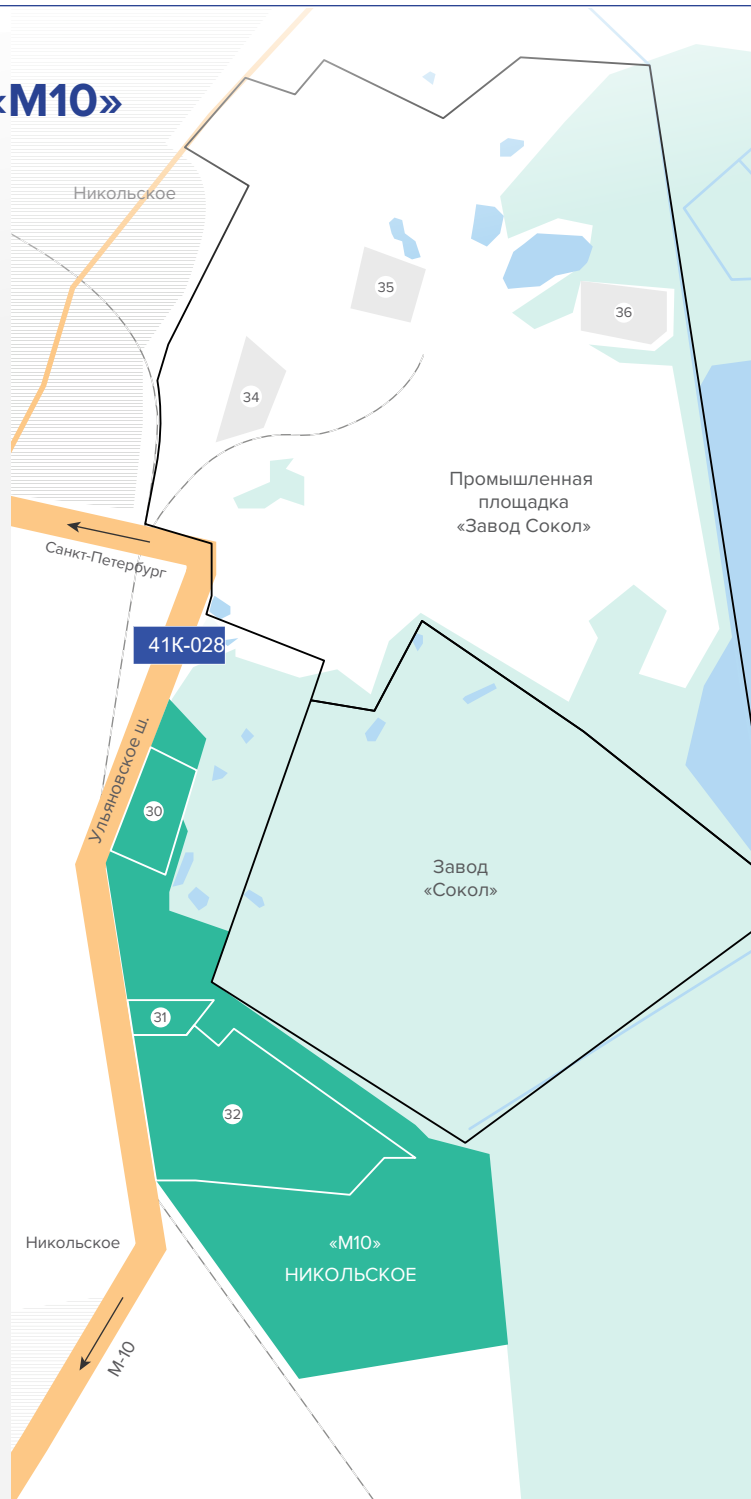 «М10»
Никольское
35
36
34
Промышленная
площадка
«Завод Сокол»
Санкт-Петербург
41К-028
Ульяновское ш.
30
Завод
«Сокол»
31
32
Никольское
«М10»
НИКОЛЬСКОЕ
М-10